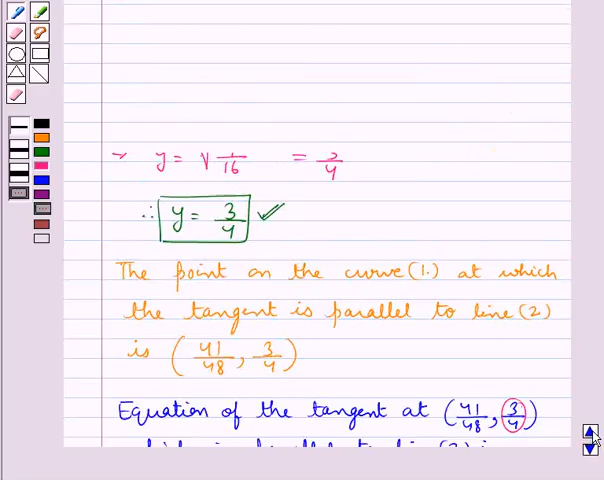 y = √ /16 = 3/4
∴ y = 3/4 ✓
The point on the curve (1.) at which
the tangent is parallel to line (2)
is (41/48, 3/4)
Equation of the tangent at (41/48, 3/4)